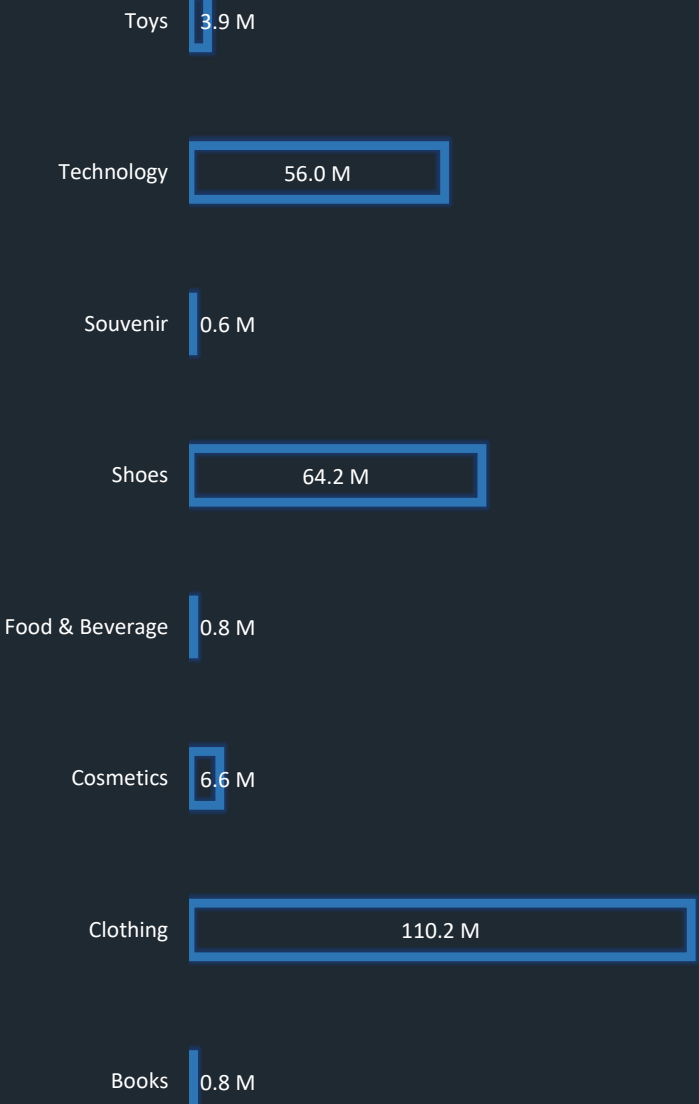 Toys 3.9 M
Technology 56.0 M
Souvenir 0.6 M
Shoes 64.2 M
Food & Beverage 0.8 M
Cosmetics 6.6 M
Clothing 110.2 M
Books 0.8 M